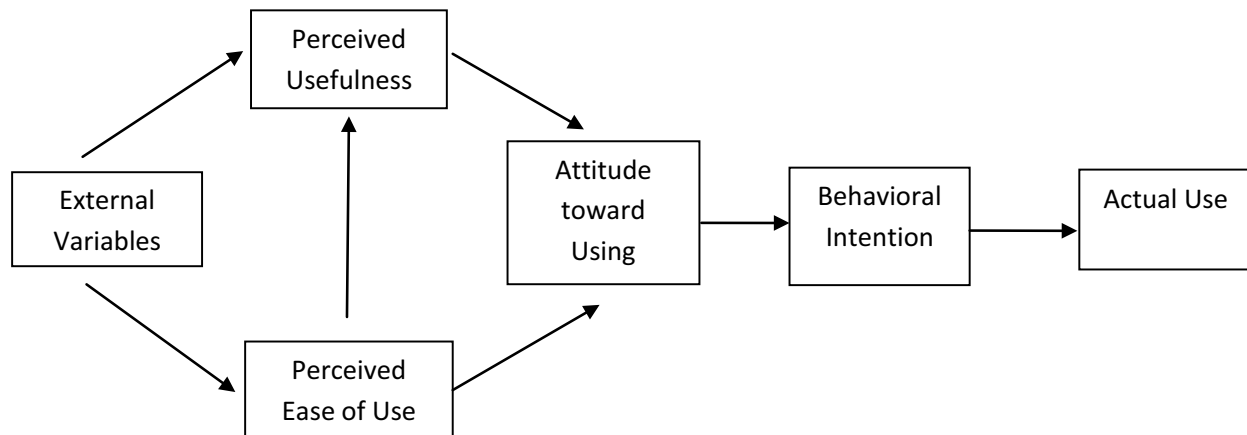 Perceived
Usefulness
External
Variables
Perceived
Ease of Use
Attitude
toward
Using
Behavioral
Intention
Actual Use